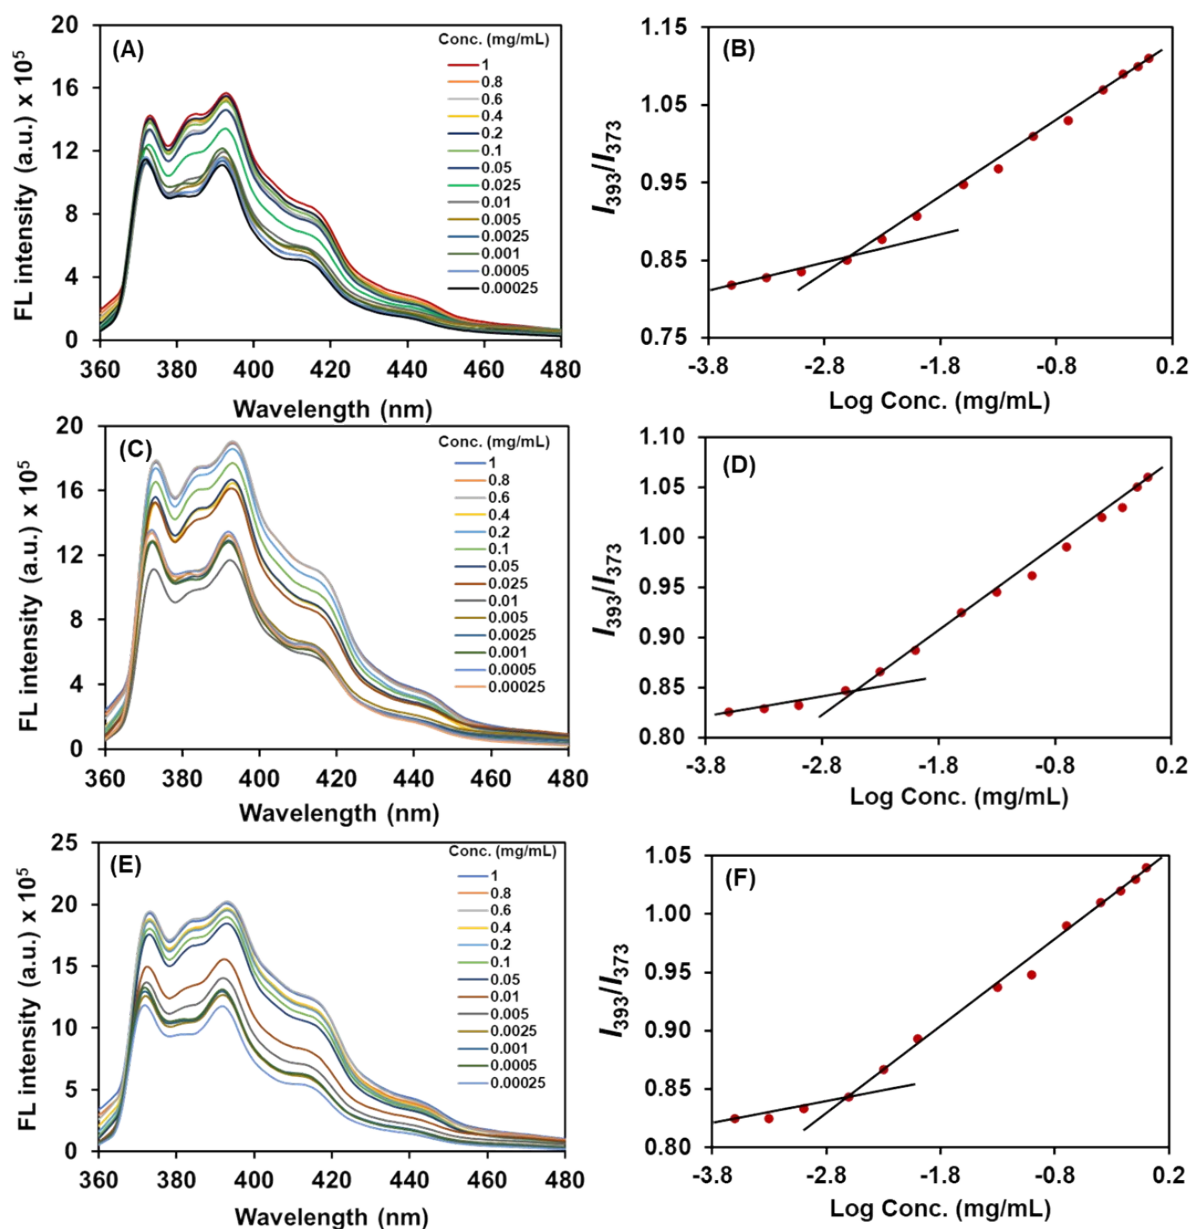 (A)
FL intensity (a.u.) x 10⁵
20
16
12
8
4
0
360 380 400 420 440 460 480
Wavelength (nm)
Conc. (mg/mL)
1
0.8
0.6
0.4
0.2
0.1
0.05
0.025
0.01
0.005
0.0025
0.001
0.0005
0.00025
(B)
I₃₉₃/I₃₇₃
1.15
1.05
0.95
0.85
0.75
-3.8 -2.8 -1.8 -0.8 0.2
Log Conc. (mg/mL)
(C)
FL intensity (a.u.) x 10⁵
20
16
12
8
4
0
360 380 400 420 440 460 480
Wavelength (nm)
Conc. (mg/mL)
1
0.8
0.6
0.4
0.2
0.1
0.05
0.025
0.01
0.005
0.0025
0.001
0.0005
0.00025
(D)
I₃₉₃/I₃₇₃
1.10
1.05
1.00
0.95
0.90
0.85
0.80
-3.8 -2.8 -1.8 -0.8 0.2
Log Conc. (mg/mL)
(E)
FL intensity (a.u.) x 10⁵
25
20
15
10
5
0
360 380 400 420 440 460 480
Wavelength (nm)
Conc. (mg/mL)
1
0.8
0.6
0.4
0.2
0.1
0.05
0.01
0.005
0.0025
0.001
0.0005
0.00025
(F)
I₃₉₃/I₃₇₃
1.05
1.00
0.95
0.90
0.85
0.80
-3.8 -2.8 -1.8 -0.8 0.2
Log Conc. (mg/mL)